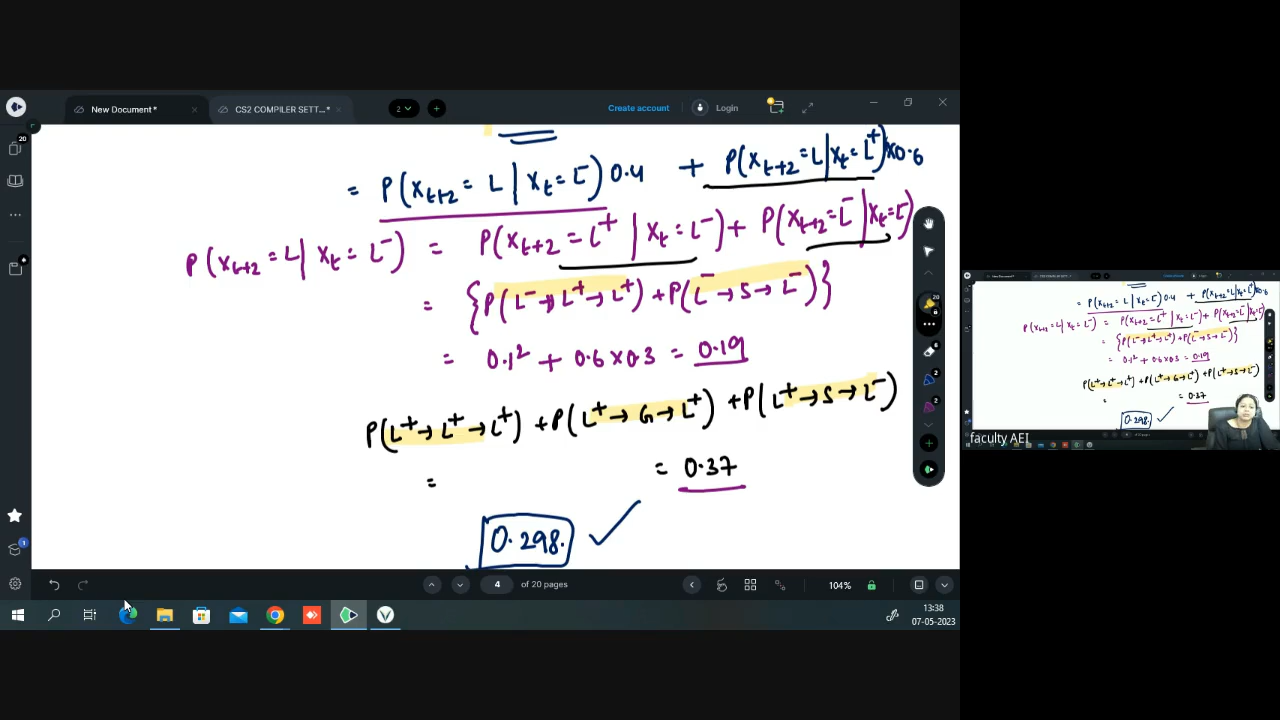 New Document*
CS2 COMPILER SETT...*
2
Create account
Login
= P(Xt+2 = L | Xt = L⁻) 0.4 + P(Xt+2 = L | Xt = L⁺) × 0.6
P(Xt+2 = L | Xt = L⁻) = P(Xt+2 = L⁺ | Xt = L⁻) + P(Xt+2 = L⁻ | Xt = L⁻)
= {P(L⁻ → L⁺ → L⁺) + P(L⁻ → S → L⁻)}
= 0.1² + 0.6 × 0.3 = 0.19
P(L⁺ → L⁺ → L⁺) + P(L⁺ → G → L⁺) + P(L⁺ → S → L⁻)
= = 0.37
0.298.
4 of 20 pages
104%
13:38
07-05-2023
faculty AEI